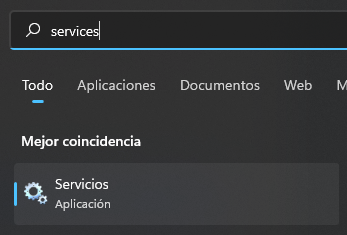 services
Todo Aplicaciones Documentos Web
Mejor coincidencia
Servicios
Aplicación